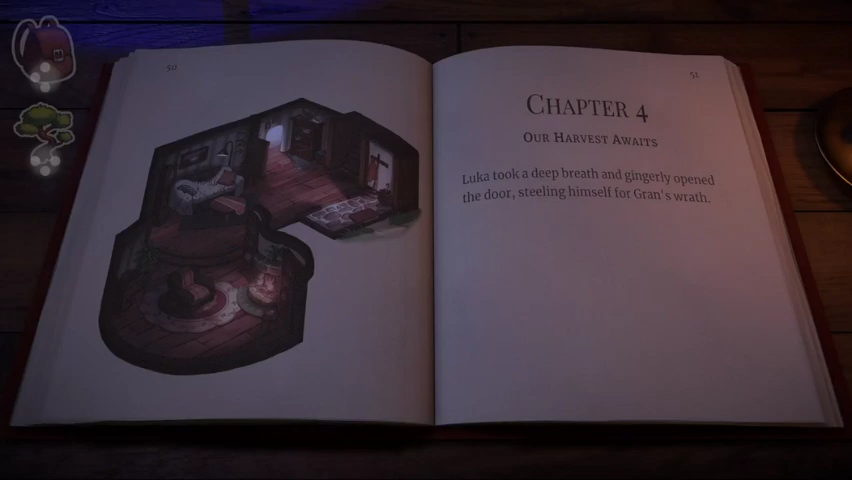 50
51
Chapter 4
Our Harvest Awaits
Luka took a deep breath and gingerly opened
the door, steeling himself for Gran's wrath.